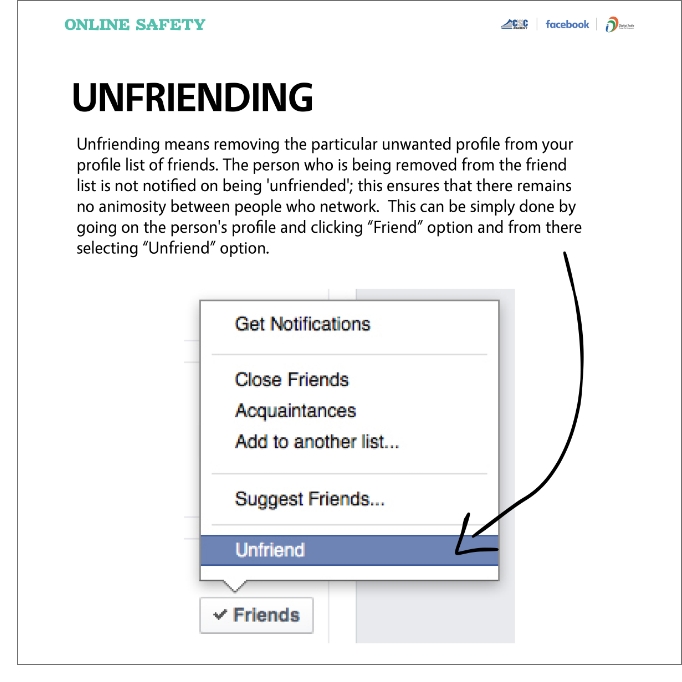 ONLINE SAFETY
facebook
UNFRIENDING
Unfriending means removing the particular unwanted profile from your
profile list of friends. The person who is being removed from the friend
list is not notified on being 'unfriended'; this ensures that there remains
no animosity between people who network.  This can be simply done by
going on the person's profile and clicking “Friend” option and from there
selecting “Unfriend” option.
Get Notifications
Close Friends
Acquaintances
Add to another list...
Suggest Friends...
Unfriend
Friends